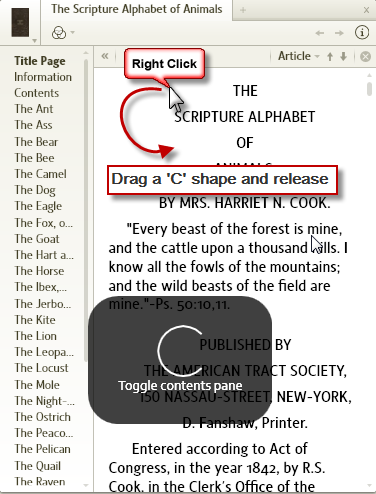 The Scripture Alphabet of Animals
Title Page
Information
Contents
The Ant
The Ass
The Bear
The Bee
The Camel
The Dog
The Eagle
The Fox, o...
The Goat
The Hart a...
The Horse
The Ibex,...
The Jerbo...
The Kite
The Lion
The Leopa...
The Locust
The Mole
The Night-...
The Ostrich
The Peaco...
The Pelican
The Quail
The Raven
Article
Right Click
THE
SCRIPTURE ALPHABET
OF
ANIMALS
Drag a 'C' shape and release
BY MRS. HARRIET N. COOK.
"Every beast of the forest is mine,
and the cattle upon a thousand hills. I
know all the fowls of the mountains;
and the wild beasts of the field are
mine."-Ps. 50:10,11.
PUBLISHED BY
THE AMERICAN TRACT SOCIETY,
150 NASSAU-STREET, NEW-YORK,
D. Fanshaw, Printer.
Toggle contents pane
Entered according to Act of
Congress, in the year 1842, by R.S.
Cook, in the Clerk's Office of the